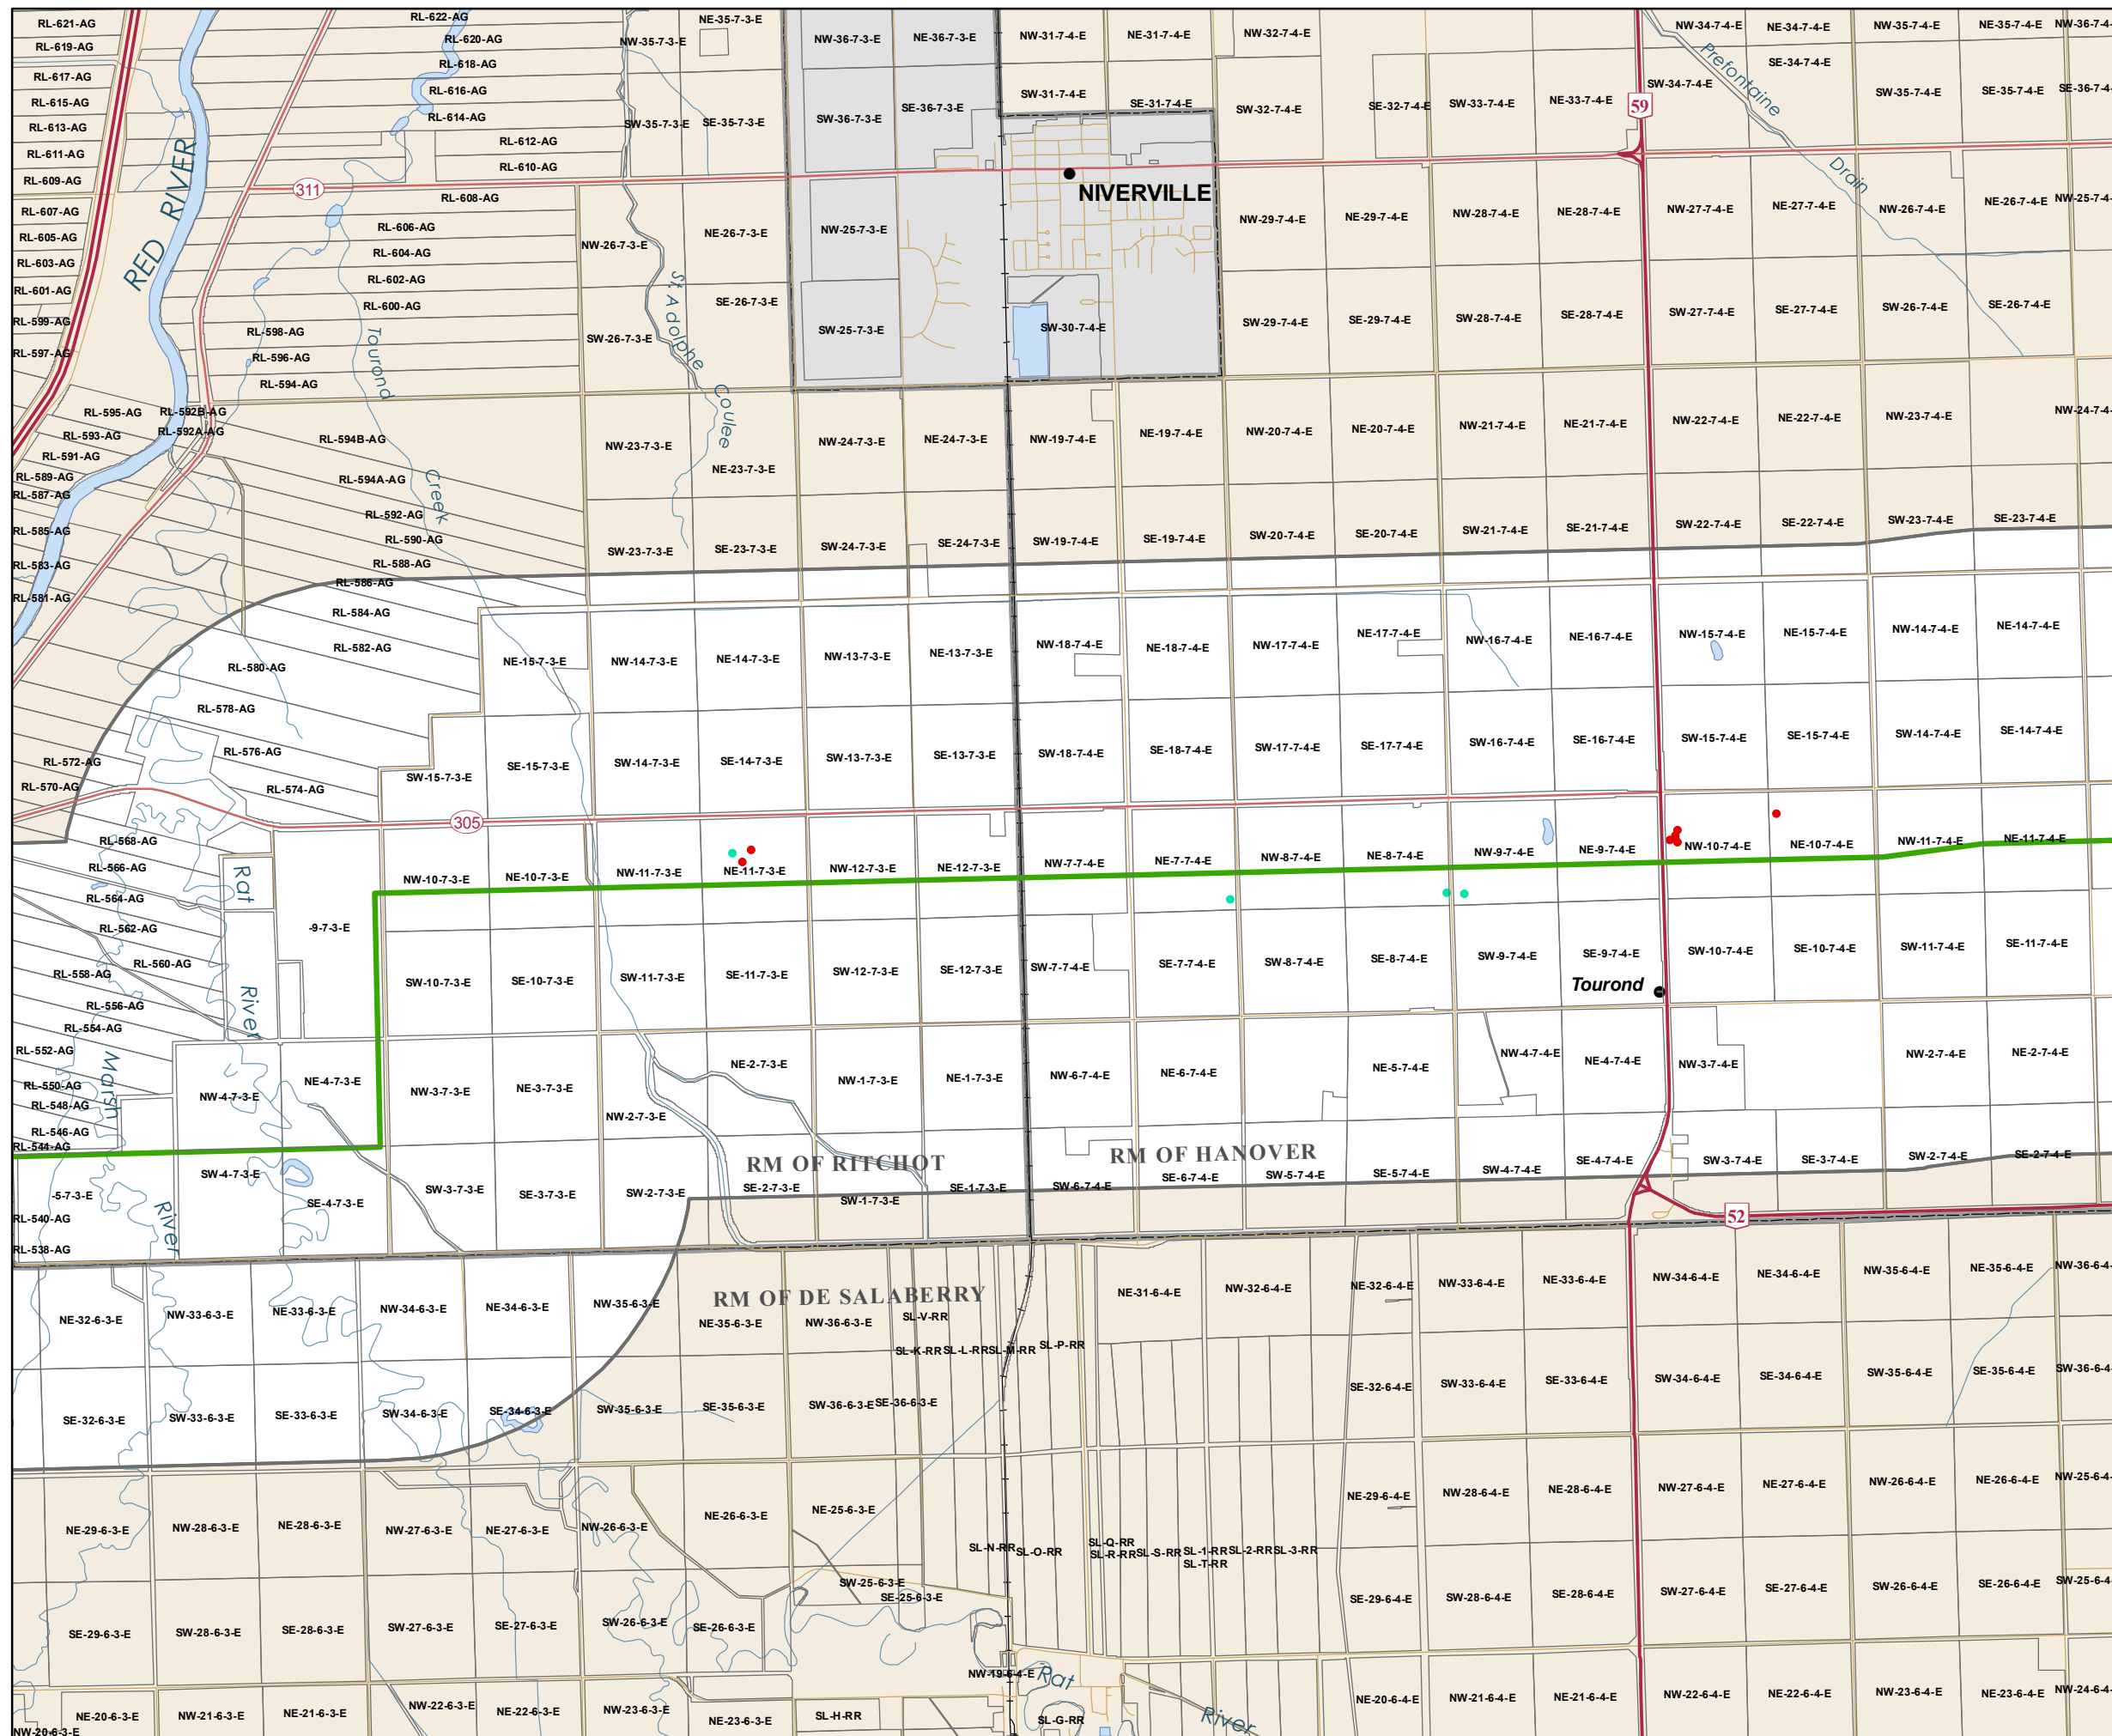 RL-621-AG
RL-622-AG
NE-35-7-3-E
NW-34-7-4-E
NE-34-7-4-E
NW-35-7-4-E
NE-35-7-4-E
NW-36-7-4-
RL-619-AG
RL-620-AG
NW-35-7-3-E
NW-36-7-3-E
NE-36-7-3-E
NW-31-7-4-E
NE-31-7-4-E
NW-32-7-4-E
RL-618-AG
SE-34-7-4-E
Prefontaine
RL-617-AG
RL-616-AG
SW-31-7-4-E
SW-34-7-4-E
SW-35-7-4-E
SE-35-7-4-E
SE-36-7-4-
RL-615-AG
RL-614-AG
SW-36-7-3-E
SE-36-7-3-E
SE-31-7-4-E
SW-32-7-4-E
SE-32-7-4-E
SW-33-7-4-E
NE-33-7-4-E
59
RL-613-AG
SW-35-7-3-E
SE-35-7-3-E
RL-612-AG
RL-611-AG
RL-610-AG
RL-609-AG
311
RL-608-AG
NIVERVILLE
Drain
RED RIVER
RL-607-AG
RL-606-AG
NW-26-7-3-E
NE-26-7-3-E
NW-25-7-3-E
NW-29-7-4-E
NE-29-7-4-E
NW-28-7-4-E
NE-28-7-4-E
NW-27-7-4-E
NE-27-7-4-E
NW-26-7-4-E
NE-26-7-4-E
NW-25-7-4-
RL-605-AG
RL-604-AG
RL-603-AG
RL-602-AG
RL-601-AG
RL-600-AG
SE-26-7-3-E
RL-599-AG
RL-598-AG
SW-26-7-3-E
St. Adolphe Coulee
SW-25-7-3-E
SW-30-7-4-E
SW-29-7-4-E
SE-29-7-4-E
SW-28-7-4-E
SE-28-7-4-E
SW-27-7-4-E
SE-27-7-4-E
SW-26-7-4-E
SE-26-7-4-E
RL-597-AG
RL-596-AG
Tourond
RL-594-AG
RL-595-AG
RL-592B-AG
RL-593-AG
RL-592A-AG
RL-594B-AG
NW-23-7-3-E
NE-23-7-3-E
NW-24-7-3-E
NE-24-7-3-E
NW-19-7-4-E
NE-19-7-4-E
NW-20-7-4-E
NE-20-7-4-E
NW-21-7-4-E
NE-21-7-4-E
NW-22-7-4-E
NE-22-7-4-E
NW-23-7-4-E
NW-24-7-4-
RL-591-AG
RL-589-AG
RL-594A-AG
Creek
RL-587-AG
RL-592-AG
RL-585-AG
RL-590-AG
SW-23-7-3-E
SE-23-7-3-E
SW-24-7-3-E
SE-24-7-3-E
SW-19-7-4-E
SE-19-7-4-E
SW-20-7-4-E
SE-20-7-4-E
SW-21-7-4-E
SE-21-7-4-E
SW-22-7-4-E
SE-22-7-4-E
SW-23-7-4-E
SE-23-7-4-E
RL-583-AG
RL-588-AG
RL-586-AG
RL-581-AG
RL-584-AG
RL-582-AG
RL-580-AG
NE-15-7-3-E
NW-14-7-3-E
NE-14-7-3-E
NW-13-7-3-E
NE-13-7-3-E
NW-18-7-4-E
NE-18-7-4-E
NW-17-7-4-E
NE-17-7-4-E
NW-16-7-4-E
NE-16-7-4-E
NW-15-7-4-E
NE-15-7-4-E
NW-14-7-4-E
NE-14-7-4-E
RL-578-AG
RL-576-AG
RL-572-AG
RL-574-AG
RL-570-AG
SW-15-7-3-E
SE-15-7-3-E
SW-14-7-3-E
SE-14-7-3-E
SW-13-7-3-E
SE-13-7-3-E
SW-18-7-4-E
SE-18-7-4-E
SW-17-7-4-E
SE-17-7-4-E
SW-16-7-4-E
SE-16-7-4-E
SW-15-7-4-E
SE-15-7-4-E
SW-14-7-4-E
SE-14-7-4-E
305
RL-568-AG
RL-566-AG
Rat
NW-10-7-3-E
NE-10-7-3-E
NW-11-7-3-E
NE-11-7-3-E
NW-12-7-3-E
NE-12-7-3-E
NW-7-7-4-E
NE-7-7-4-E
NW-8-7-4-E
NE-8-7-4-E
NW-9-7-4-E
NE-9-7-4-E
NW-10-7-4-E
NE-10-7-4-E
NW-11-7-4-E
NE-11-7-4-E
RL-564-AG
RL-562-AG
-9-7-3-E
RL-560-AG
RL-558-AG
River
RL-556-AG
RL-554-AG
SW-10-7-3-E
SE-10-7-3-E
SW-11-7-3-E
SE-11-7-3-E
SW-12-7-3-E
SE-12-7-3-E
SW-7-7-4-E
SE-7-7-4-E
SW-8-7-4-E
SE-8-7-4-E
SW-9-7-4-E
SE-9-7-4-E
SW-10-7-4-E
SE-10-7-4-E
SW-11-7-4-E
SE-11-7-4-E
Tourond
RL-552-AG
Marsh
RL-550-AG
RL-548-AG
RL-546-AG
RL-544-AG
NW-4-7-3-E
NE-4-7-3-E
NW-3-7-3-E
NE-3-7-3-E
NW-2-7-3-E
NE-2-7-3-E
NW-1-7-3-E
NE-1-7-3-E
NW-6-7-4-E
NE-6-7-4-E
NE-5-7-4-E
NW-4-7-4-E
NE-4-7-4-E
NW-3-7-4-E
NW-2-7-4-E
NE-2-7-4-E
RM OF RITCHOT
RM OF HANOVER
-5-7-3-E
SW-4-7-3-E
SE-4-7-3-E
SW-3-7-3-E
SE-3-7-3-E
SW-2-7-3-E
SE-2-7-3-E
SW-1-7-3-E
SE-1-7-3-E
SW-6-7-4-E
SE-6-7-4-E
SW-5-7-4-E
SE-5-7-4-E
SW-4-7-4-E
SE-4-7-4-E
SW-3-7-4-E
SE-3-7-4-E
SW-2-7-4-E
SE-2-7-4-E
RL-540-AG
River
RL-538-AG
52
RM OF DE SALABERRY
NE-32-6-3-E
NW-33-6-3-E
NE-33-6-3-E
NW-34-6-3-E
NE-34-6-3-E
NW-35-6-3-E
NE-35-6-3-E
NW-36-6-3-E
SL-V-RR
NE-31-6-4-E
NW-32-6-4-E
NE-32-6-4-E
NW-33-6-4-E
NE-33-6-4-E
NW-34-6-4-E
NE-34-6-4-E
NW-35-6-4-E
NE-35-6-4-E
NW-36-6-4-
SL-K-RR
SL-L-RR
SL-M-RR
SL-P-RR
SE-32-6-3-E
SW-33-6-3-E
SE-33-6-3-E
SW-34-6-3-E
SE-34-6-3-E
SW-35-6-3-E
SE-35-6-3-E
SW-36-6-3-E
SE-36-6-3-E
SE-32-6-4-E
SW-33-6-4-E
SE-33-6-4-E
SW-34-6-4-E
SE-34-6-4-E
SW-35-6-4-E
SE-35-6-4-E
SW-36-6-4-
NE-29-6-3-E
NW-28-6-3-E
NE-28-6-3-E
NW-27-6-3-E
NE-27-6-3-E
NW-26-6-3-E
NE-26-6-3-E
NE-25-6-3-E
NE-29-6-4-E
NW-28-6-4-E
NE-28-6-4-E
NW-27-6-4-E
NE-27-6-4-E
NW-26-6-4-E
NE-26-6-4-E
NW-25-6-4-
SL-N-RR
SL-O-RR
SL-Q-RR
SL-R-RR
SL-S-RR
SL-1-RR
SL-T-RR
SL-2-RR
SL-3-RR
SW-25-6-3-E
SE-25-6-3-E
SE-29-6-3-E
SW-28-6-3-E
SE-28-6-3-E
SW-27-6-3-E
SE-27-6-3-E
SW-26-6-3-E
SE-26-6-3-E
SE-29-6-4-E
SW-28-6-4-E
SE-28-6-4-E
SW-27-6-4-E
SE-27-6-4-E
SW-26-6-4-E
SE-26-6-4-E
SW-25-6-4-
NW-19-6-4-E
Rat
River
NW-20-6-3-E
NE-20-6-3-E
NW-21-6-3-E
NE-21-6-3-E
NW-22-6-3-E
NE-22-6-3-E
NW-23-6-3-E
NE-23-6-3-E
SL-H-RR
SL-G-RR
NE-20-6-4-E
NW-21-6-4-E
NE-21-6-4-E
NW-22-6-4-E
NE-22-6-4-E
NW-23-6-4-E
NE-23-6-4-E
NW-24-6-4-